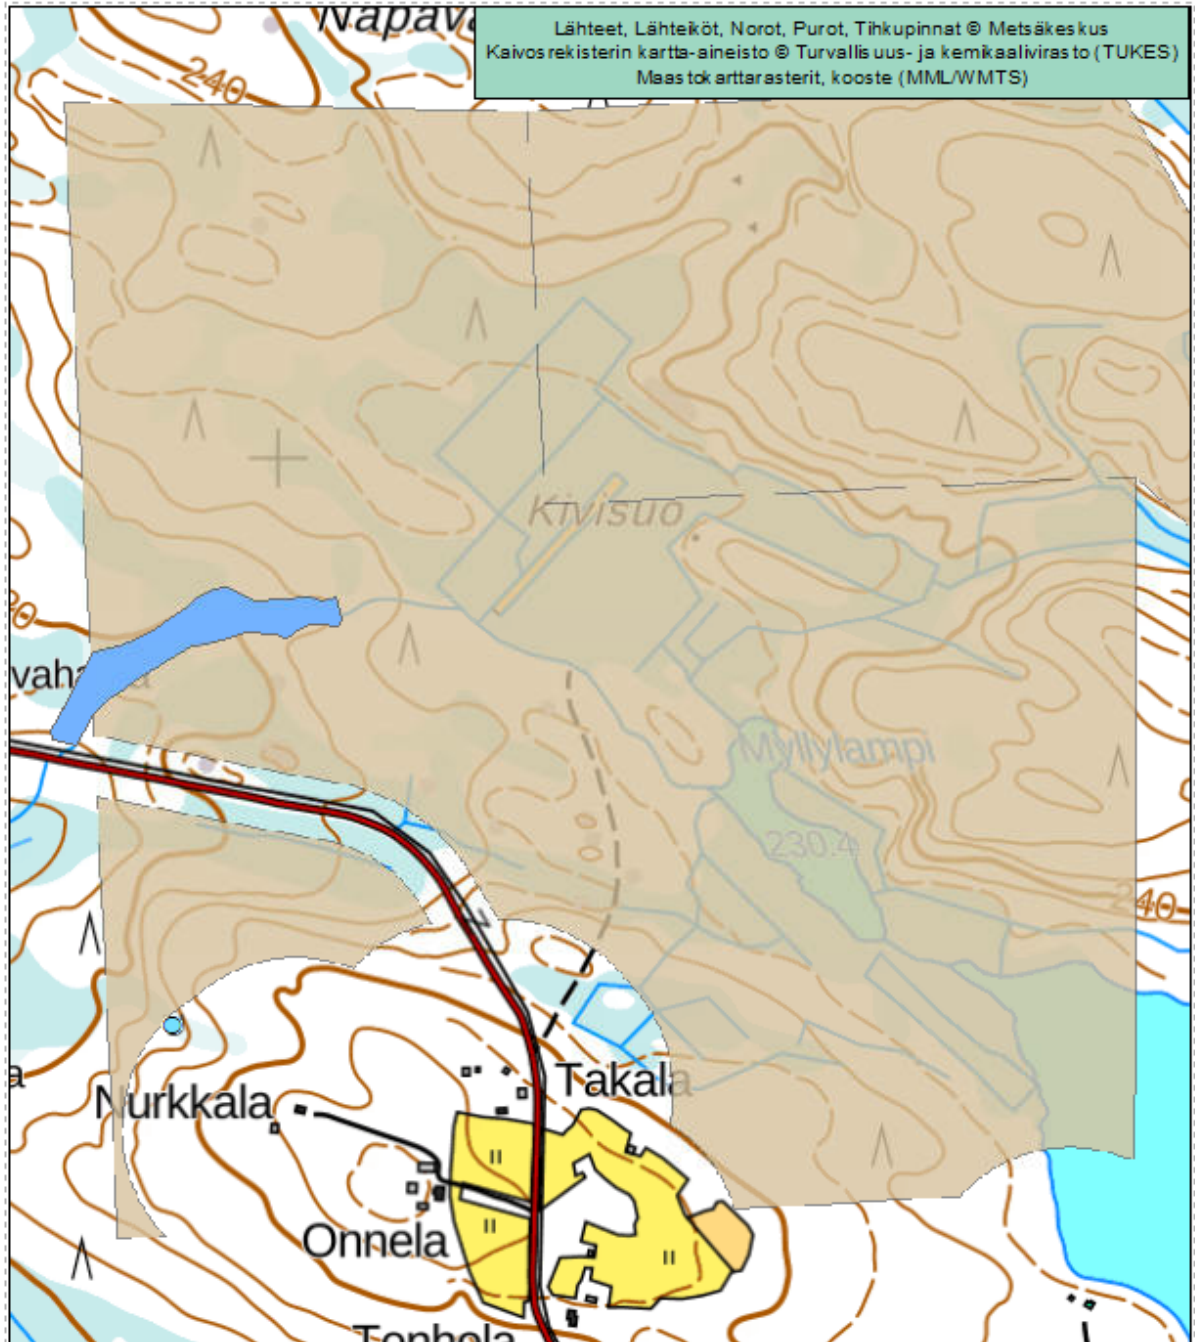 Lähteet, Lähteiköt, Norot, Purot, Tihkupinnat © Metsäkeskus
Kaivosrekisterin kartta-aineisto © Turvallisuus- ja kemikaalivirasto (TUKES)
Maastokarttarasterit, kooste (MML/WMTS)
240
Kivisuo
Myllylampi
230.4
240
Takala
Nurkkala
Onnela